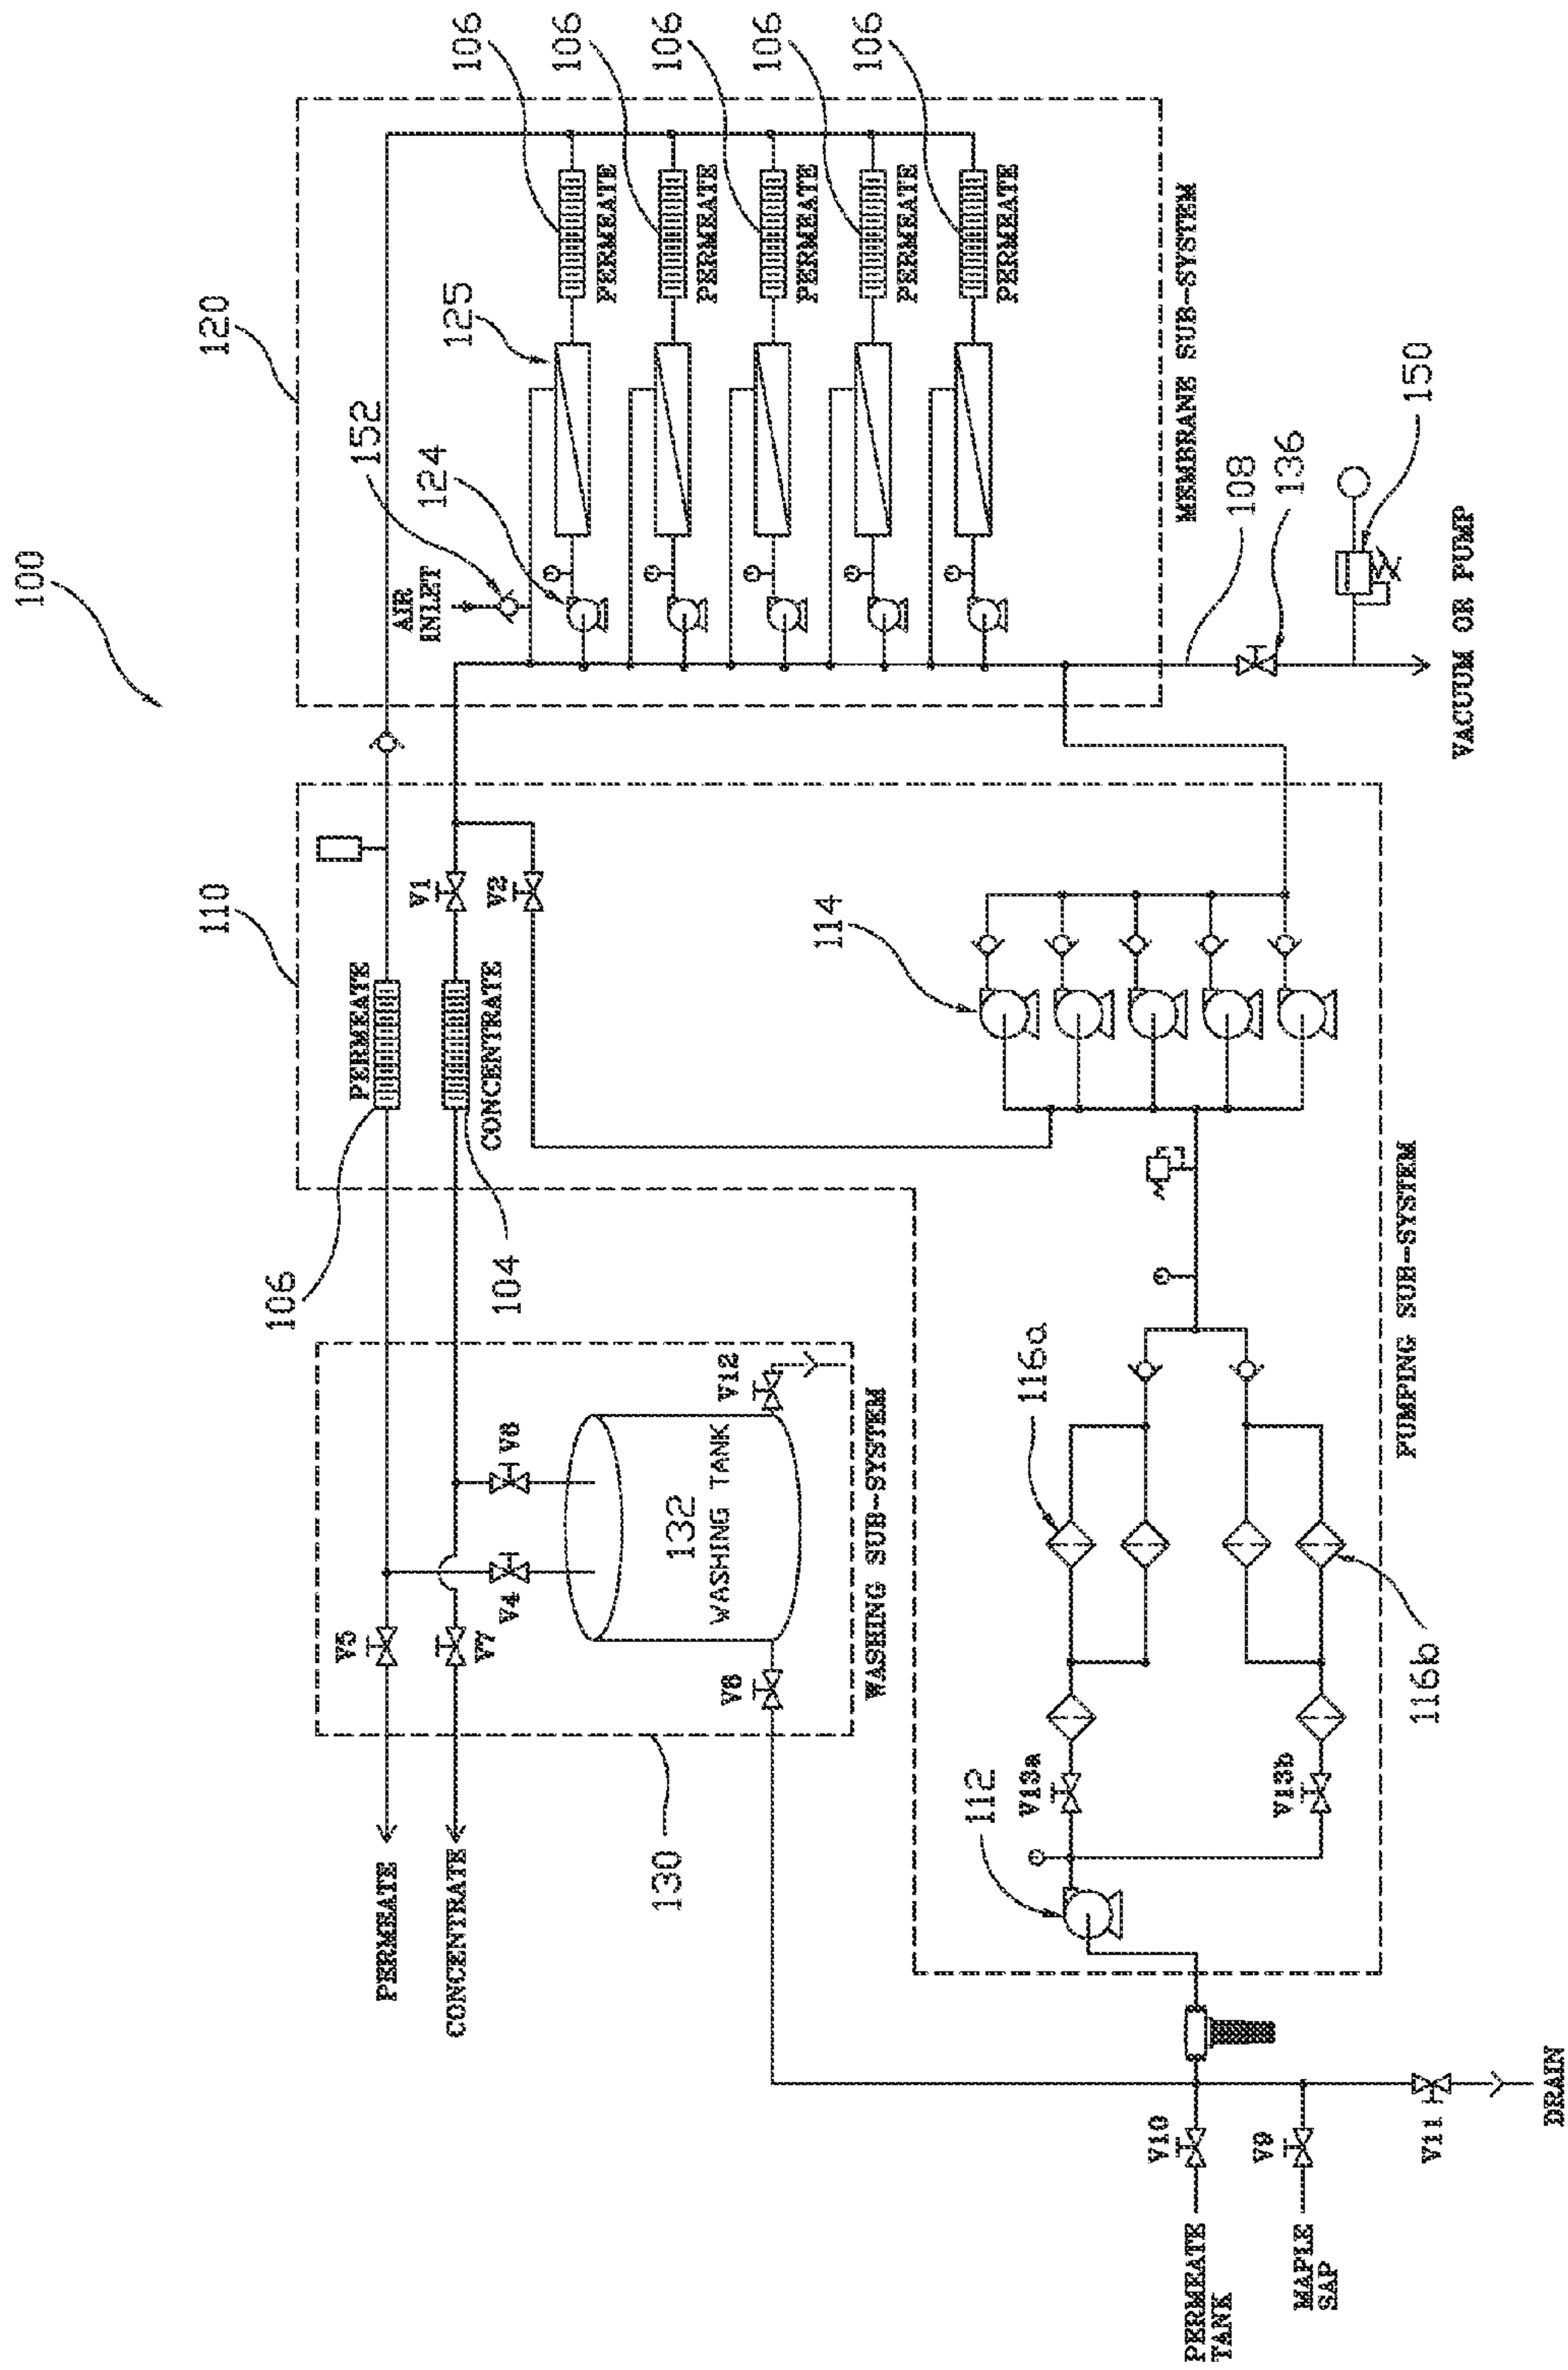 100
110
120
106
V5
PERMEATE
152
PERMEATE
AIR
INLET
V1
124
125
106
106
106
106
106
CONCENTRATE
V7
CONCENTRATE
V2
V4
V6
104
PERMEATE
130
132
WASHING TANK
V12
V8
PERMEATE
PERMEATE
114
PERMEATE
WASHING SUB-SYSTEM
112
PERMEATE
V13a
116a
V10
PERMEATE
TANK
MEMBRANE SUB-SYSTEM
108
V9
V13b
136
MAPLE
SAP
PUMPING SUB-SYSTEM
116b
150
V11
VACUUM OR PUMP
DRAIN